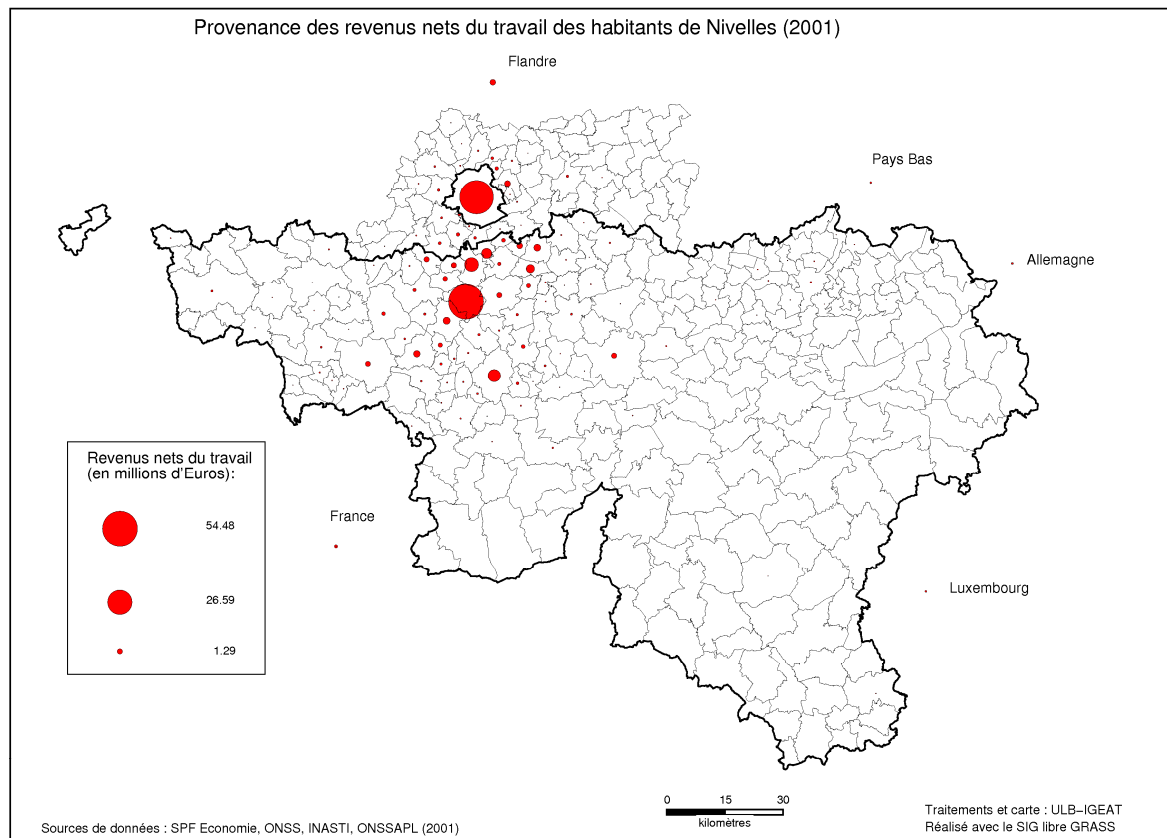 Provenance des revenus nets du travail des habitants de Nivelles (2001)
Flandre
Pays Bas
Allemagne
Revenus nets du travail
(en millions d'Euros):
54.48
26.59
1.29
France
Luxembourg
0 15 30
kilomètres
Sources de données : SPF Economie, ONSS, INASTI, ONSSAPL (2001)
Traitements et carte : ULB–IGEAT
Réalisé avec le SIG libre GRASS